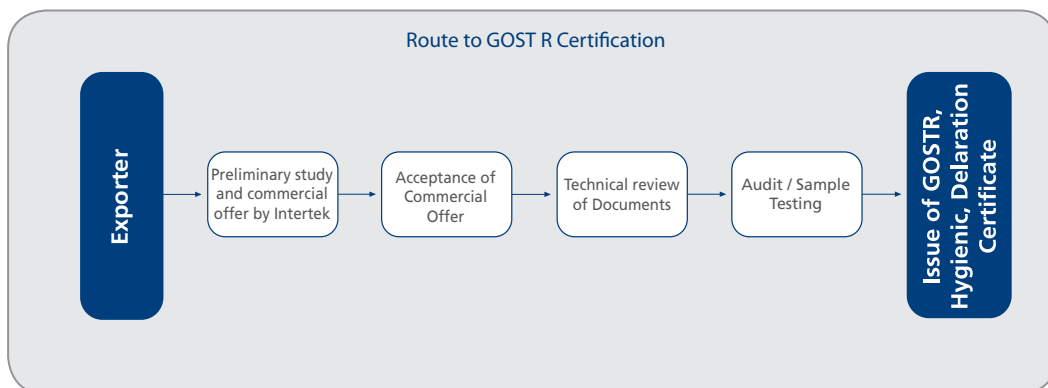 Route to GOST R Certification
Exporter
Preliminary study
and commercial
offer by Intertek
Acceptance of
Commercial
Offer
Technical review
of Documents
Audit / Sample
Testing
Issue of GOSTR,
Hygienic, Delaration
Certificate